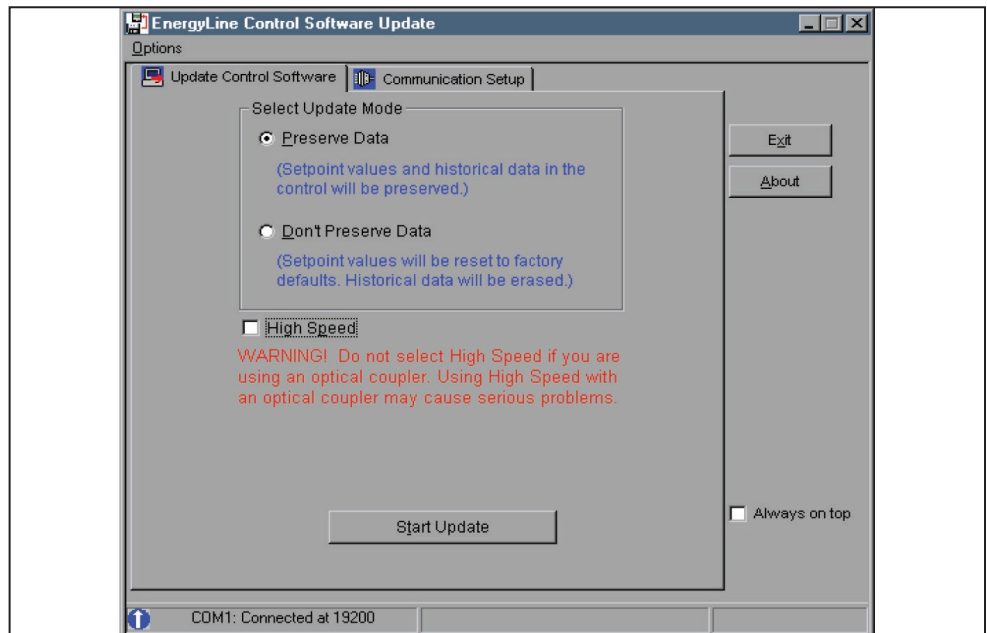 EnergyLine Control Software Update
Options
Update Control Software
Communication Setup
Select Update Mode
Preserve Data
(Setpoint values and historical data in the
control will be preserved.)
Don't Preserve Data
(Setpoint values will be reset to factory
defaults. Historical data will be erased.)
High Speed
WARNING! Do not select High Speed if you are
using an optical coupler. Using High Speed with
an optical coupler may cause serious problems.
Start Update
Exit
About
Always on top
COM1: Connected at 19200